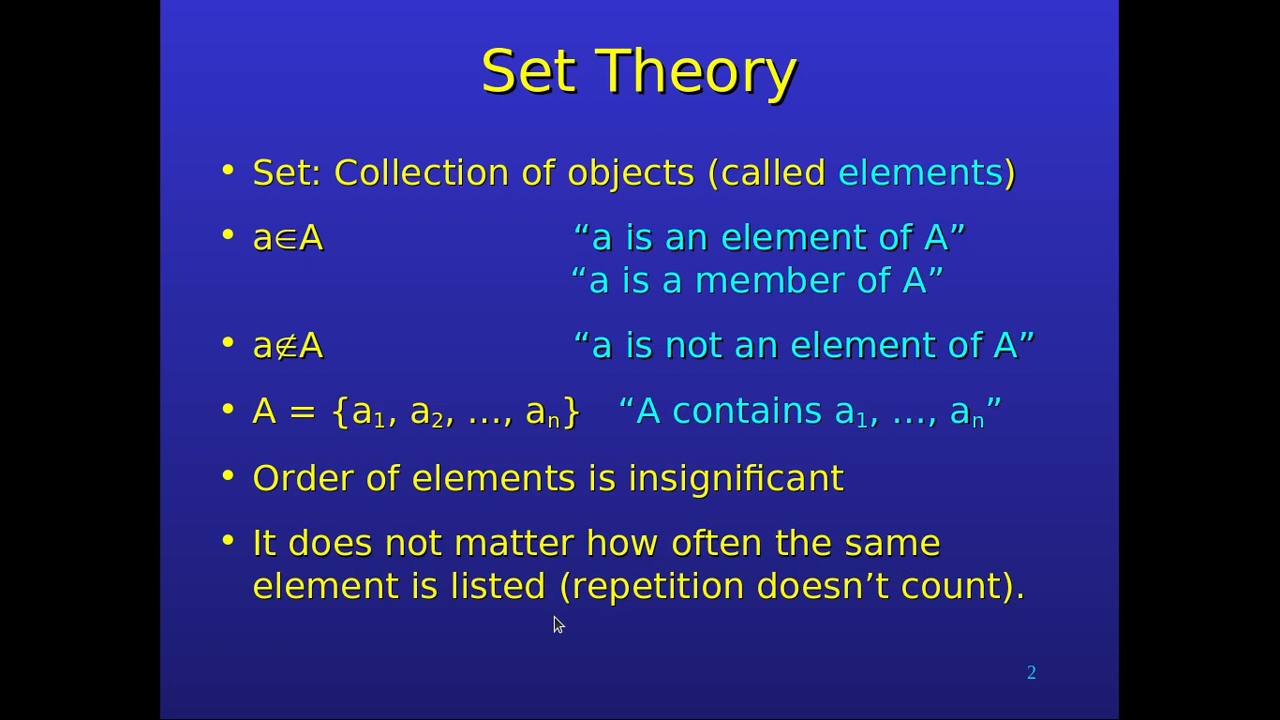 Set Theory
• Set: Collection of objects (called elements)
• a∈A “a is an element of A”
“a is a member of A”
• a∉A “a is not an element of A”
• A = {a₁, a₂, …, aₙ} “A contains a₁, …, aₙ”
• Order of elements is insignificant
• It does not matter how often the same
element is listed (repetition doesn’t count).
2